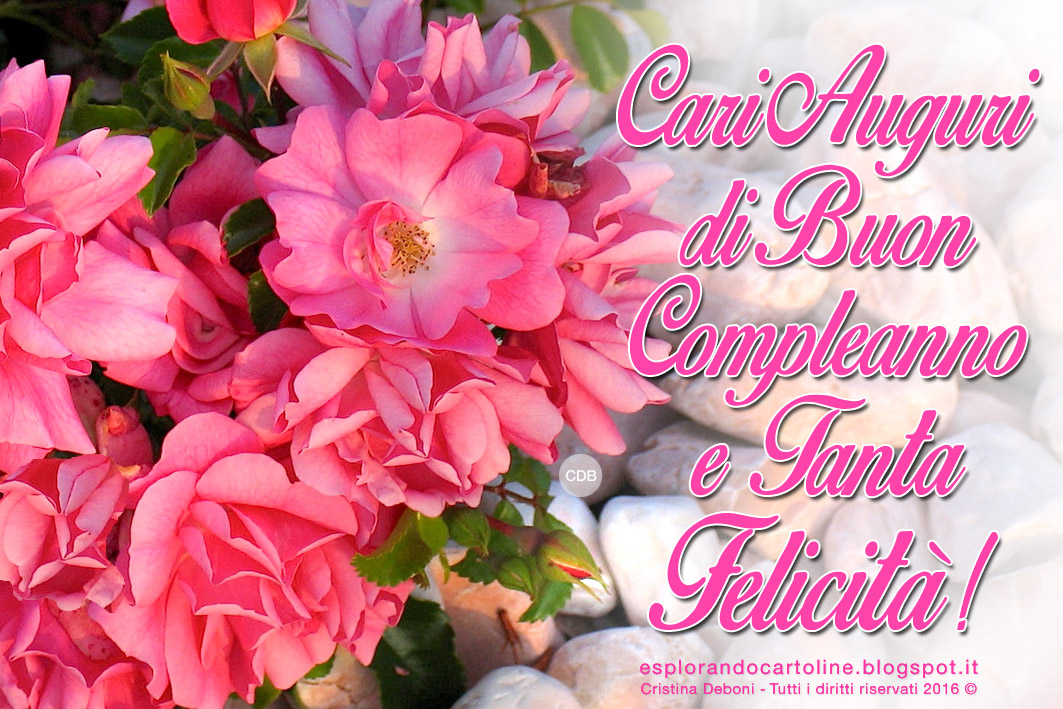 Cari Auguri
di Buon
Compleanno
e Tanta
Felicità!
CDB
esplorandocartoline.blogspot.it
Cristina Deboni - Tutti i diritti riservati 2016 ©